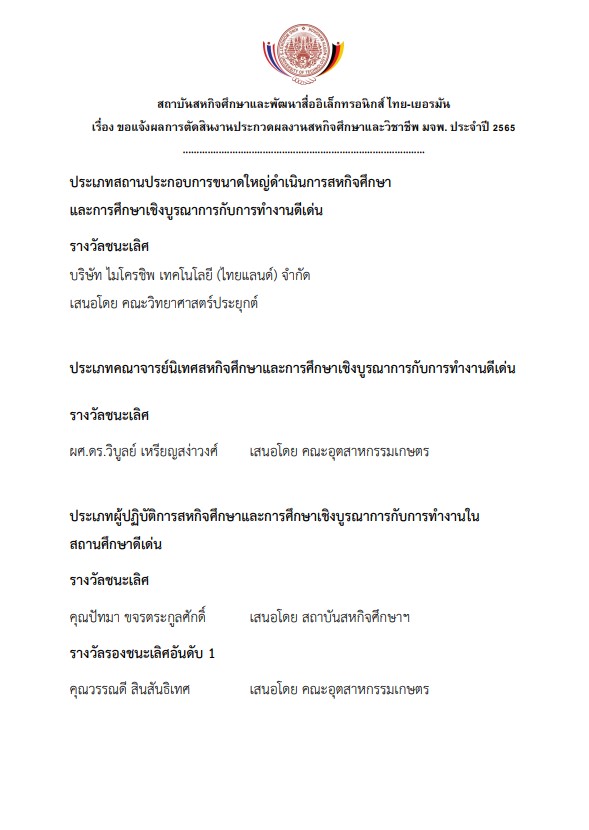 สถาบันสหกิจศึกษาและพัฒนาสื่ออิเล็กทรอนิกส์ ไทย-เยอรมัน
เรื่อง ขอแจ้งผลการตัดสินงานประกวดผลงานสหกิจศึกษาและวิชาชีพ มจพ. ประจำปี 2565
ประเภทสถานประกอบการขนาดใหญ่ดำเนินการสหกิจศึกษา
และการศึกษาเชิงบูรณาการกับการทำงานดีเด่น
รางวัลชนะเลิศ
บริษัท ไมโครชิพ เทคโนโลยี (ไทยแลนด์) จำกัด
เสนอโดย คณะวิทยาศาสตร์ประยุกต์
ประเภทคณาจารย์นิเทศสหกิจศึกษาและการศึกษาเชิงบูรณาการกับการทำงานดีเด่น
รางวัลชนะเลิศ
ผศ.ดร.วิบูลย์ เหรียญสง่าวงศ์ เสนอโดย คณะอุตสาหกรรมเกษตร
ประเภทผู้ปฏิบัติการสหกิจศึกษาและการศึกษาเชิงบูรณาการกับการทำงานใน
สถานศึกษาดีเด่น
รางวัลชนะเลิศ
คุณปัทมา ขจรตระกูลศักดิ์ เสนอโดย สถาบันสหกิจศึกษาฯ
รางวัลรองชนะเลิศอันดับ 1
คุณวรรณดี สินสันธิเทศ เสนอโดย คณะอุตสาหกรรมเกษตร